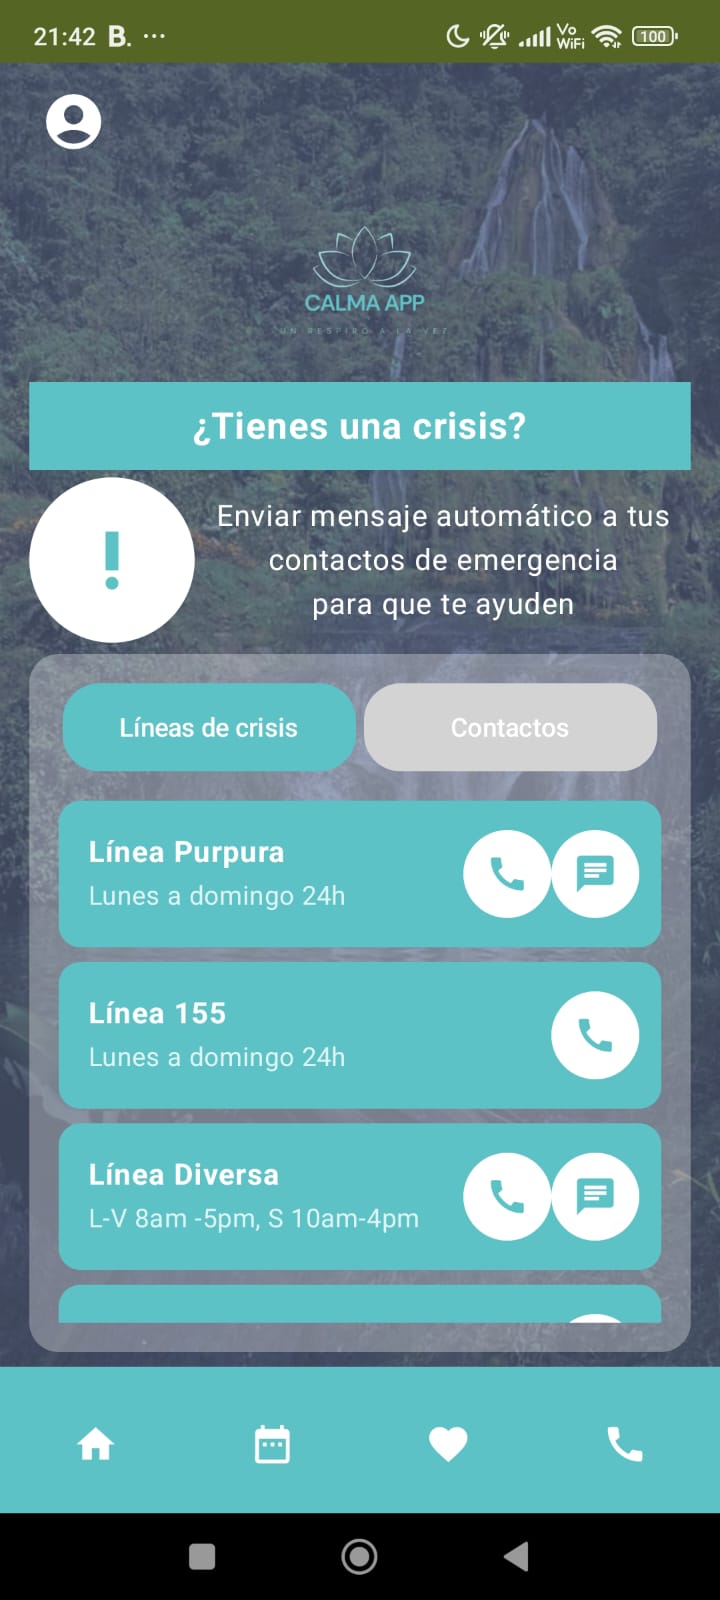 21:42 B. ...
Vo
WiFi
100
CALMA APP
UN RESPIRO A LA VEZ
¿Tienes una crisis?
Enviar mensaje automático a tus
contactos de emergencia
para que te ayuden
Líneas de crisis
Contactos
Línea Purpura
Lunes a domingo 24h
Línea 155
Lunes a domingo 24h
Línea Diversa
L-V 8am -5pm, S 10am-4pm